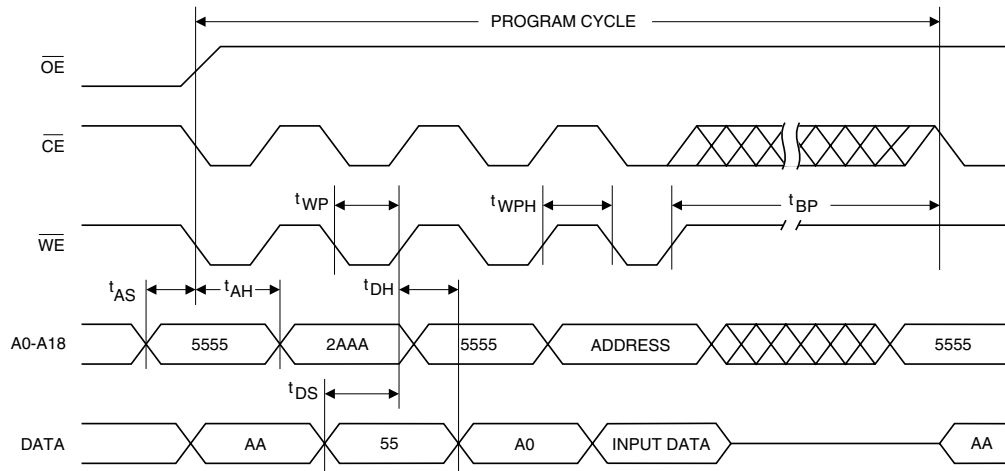 PROGRAM CYCLE
OE
CE
tWP
tWPH
tBP
WE
tAS
tAH
tDH
A0-A18
5555
2AAA
5555
ADDRESS
5555
tDS
DATA
AA
55
A0
INPUT DATA
AA